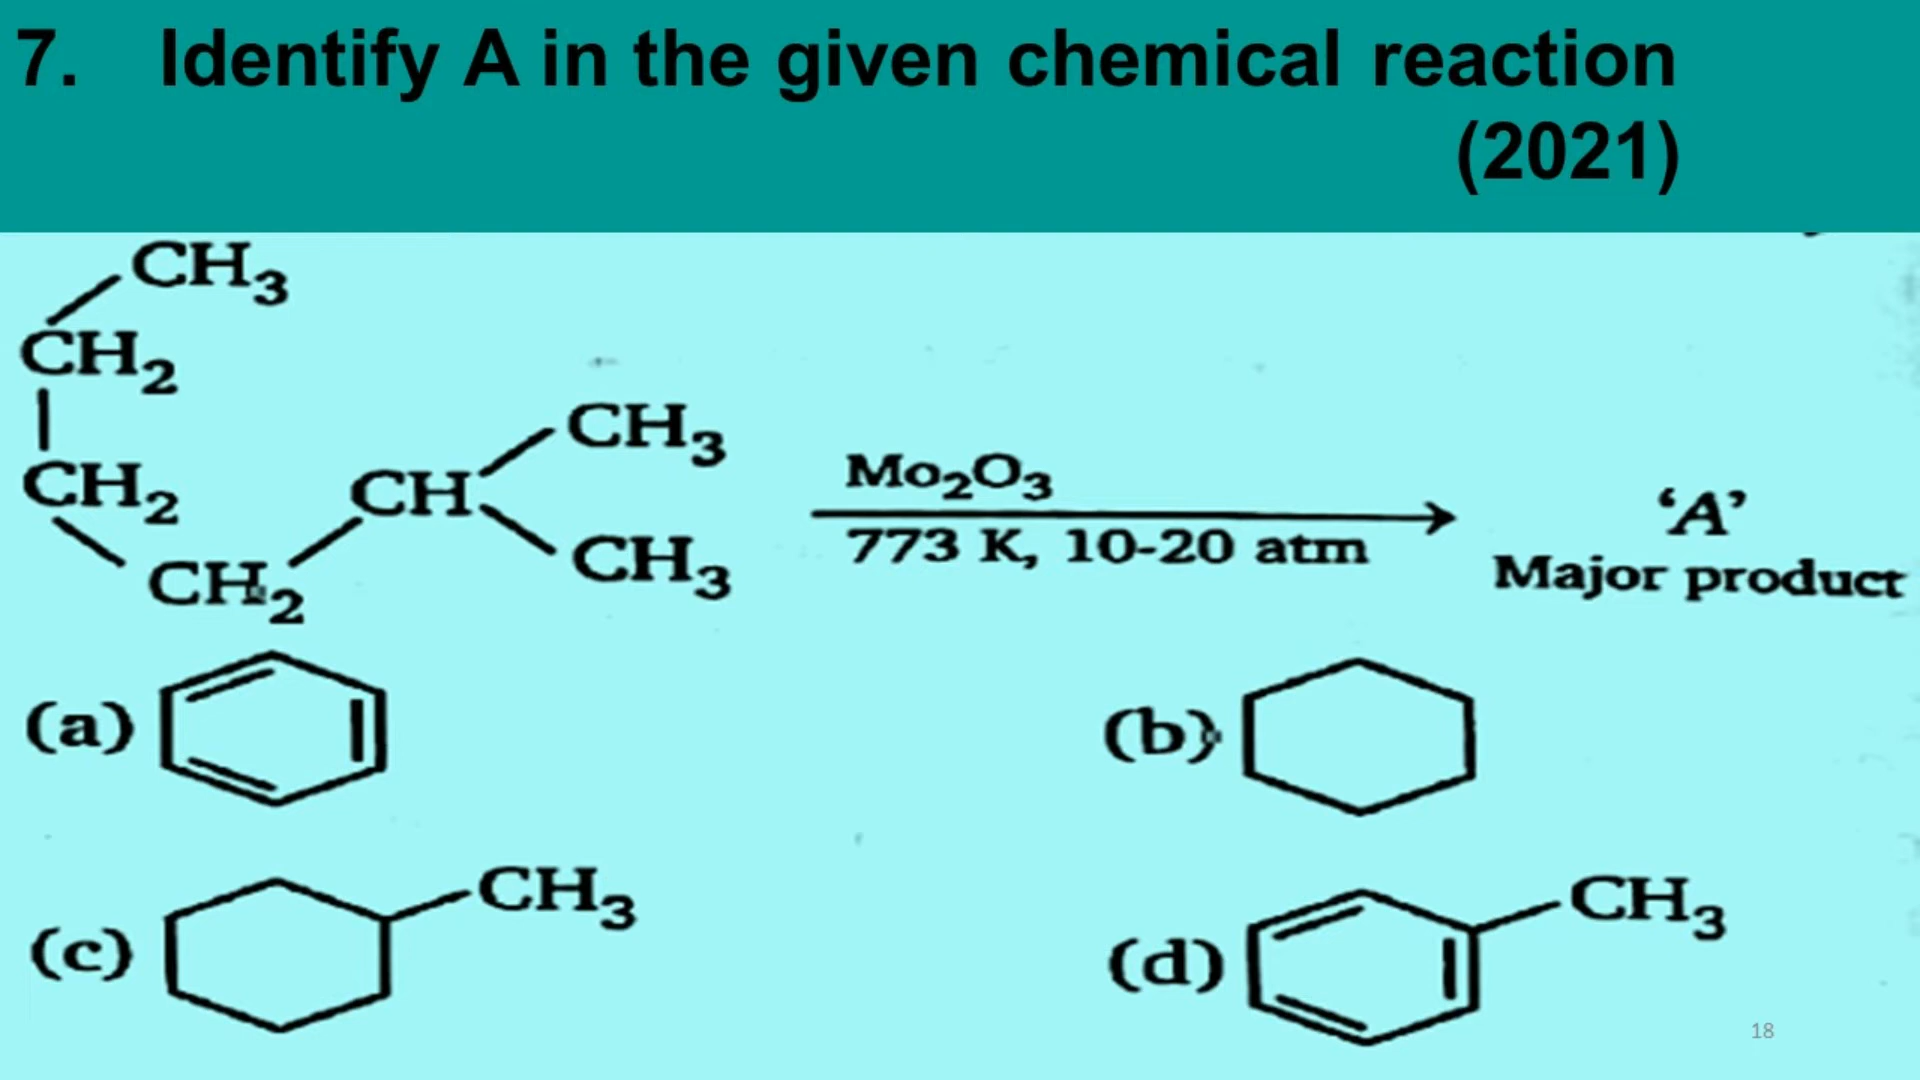 7. Identify A in the given chemical reaction
(2021)
CH₃
CH₂
CH₂
CH₂
CH
CH₃
CH₃
Mo₂O₃
773 K, 10-20 atm
‘A’
Major product
(a)
(b)
(c)
CH₃
(d)
CH₃
18